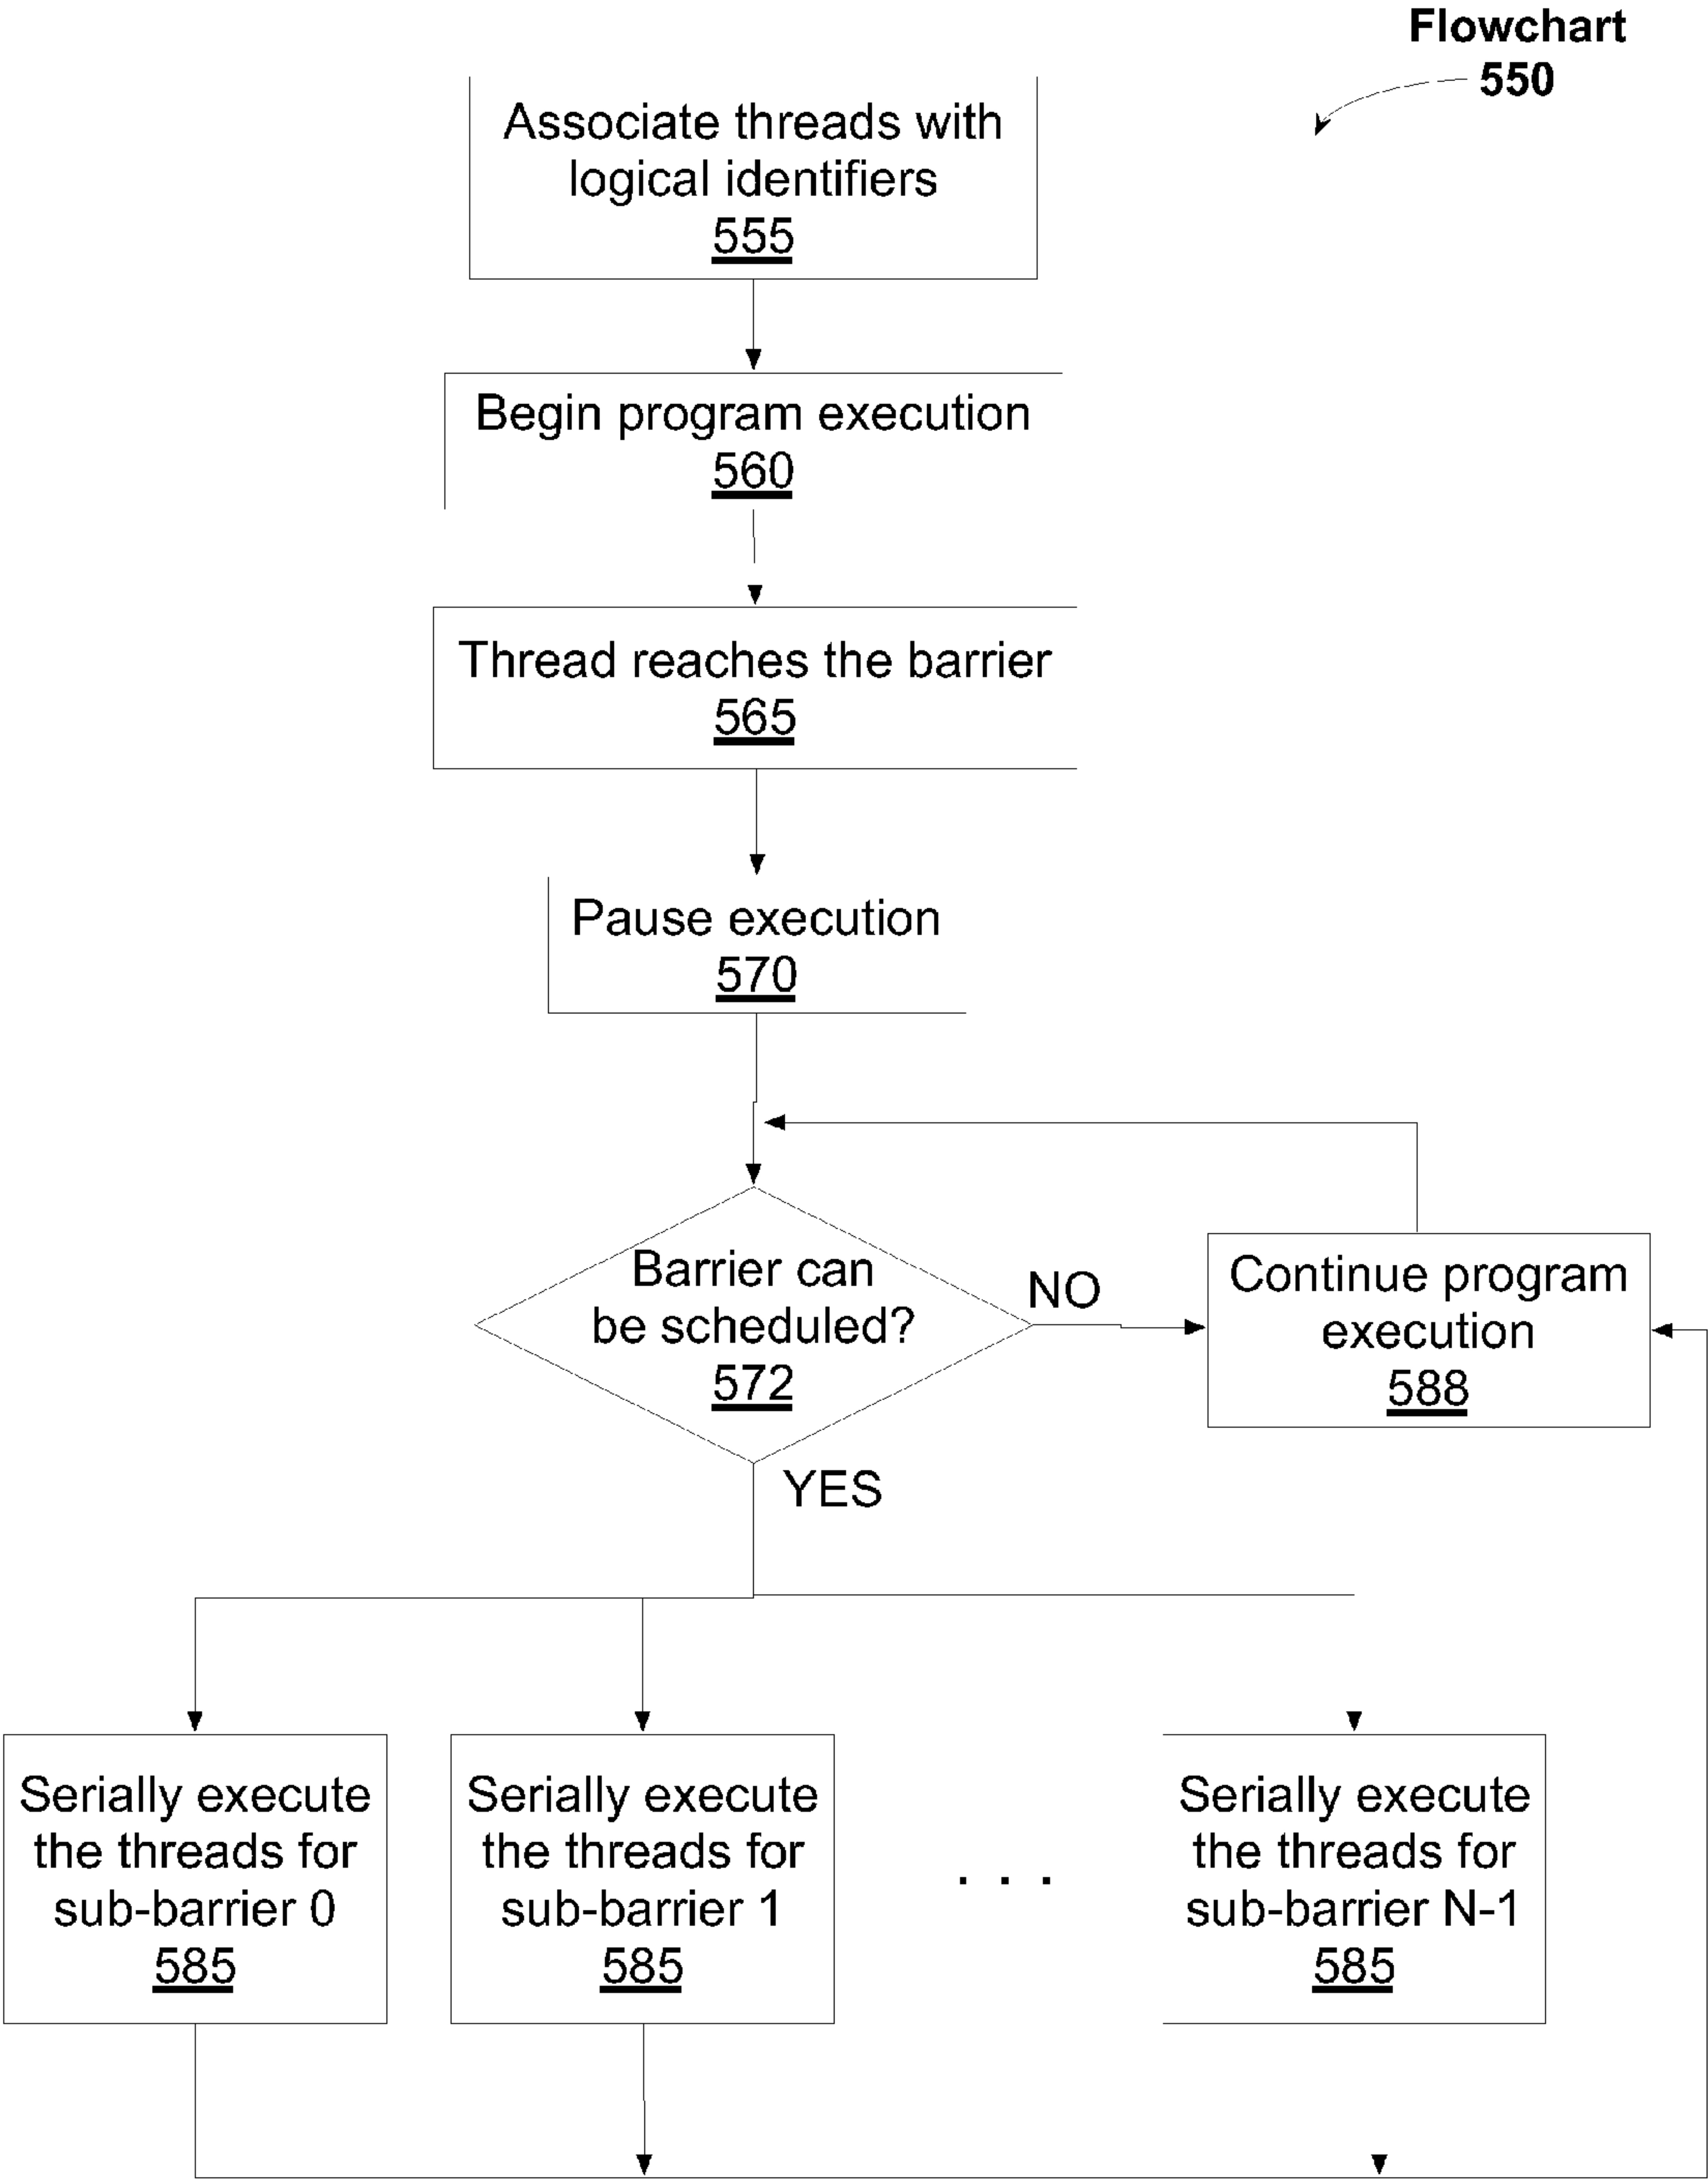 Flowchart
550
Associate threads with
logical identifiers
555
Begin program execution
560
Thread reaches the barrier
565
Pause execution
570
Barrier can
be scheduled?
572
NO
Continue program
execution
588
YES
Serially execute
the threads for
sub-barrier 0
585
Serially execute
the threads for
sub-barrier 1
585
. . .
Serially execute
the threads for
sub-barrier N-1
585